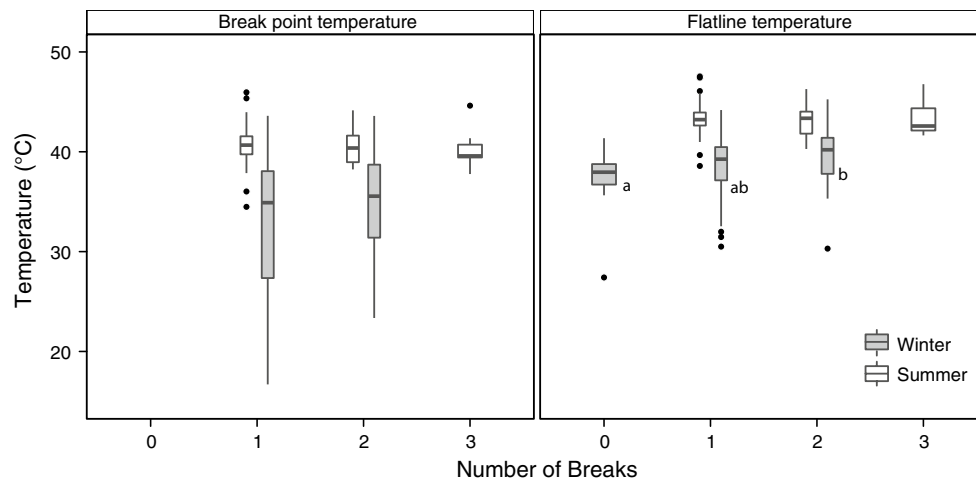 Break point temperature
Flatline temperature
Temperature (°C)
50
40
30
20
a
ab
b
Winter
Summer
0 1 2 3
0 1 2 3
Number of Breaks